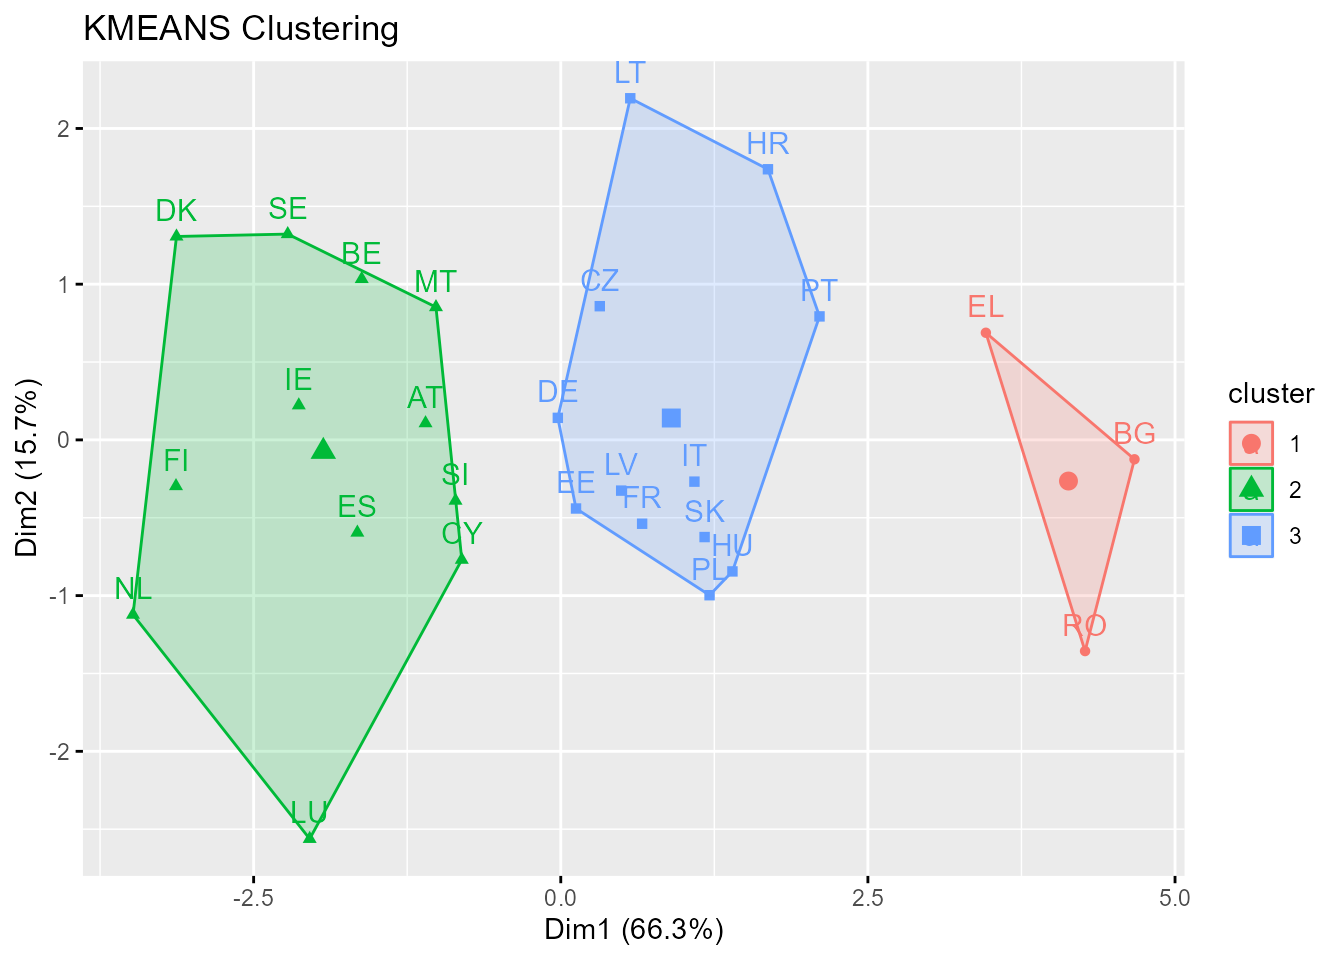 KMEANS Clustering
LT
HR
DK
SE
BE
MT
CZ
PT
EL
IE
AT
DE
BG
FI
SI
LV
IT
EE
FR
ES
CY
SK
HU
PL
NL
RO
LU
2
1
0
-1
-2
Dim2 (15.7%)
-2.5 0.0 2.5 5.0
Dim1 (66.3%)
cluster
1
2
3